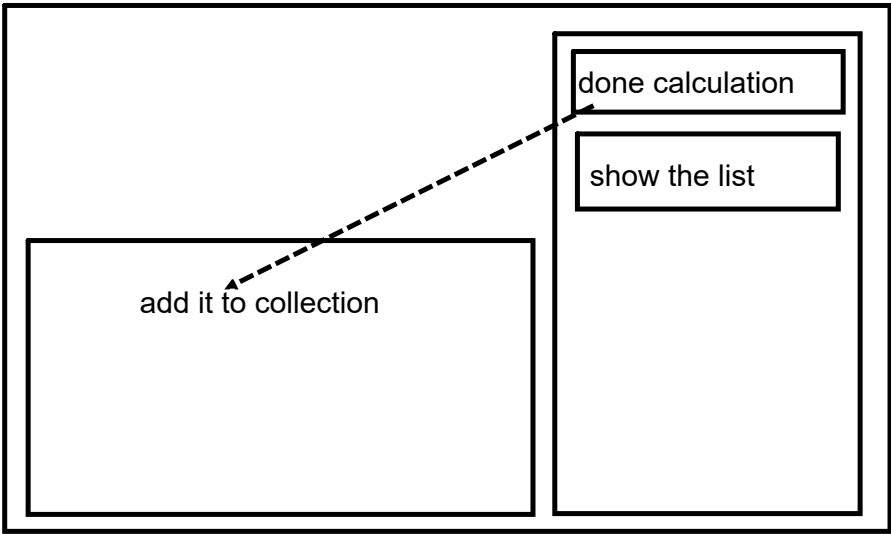 done calculation
show the list
add it to collection